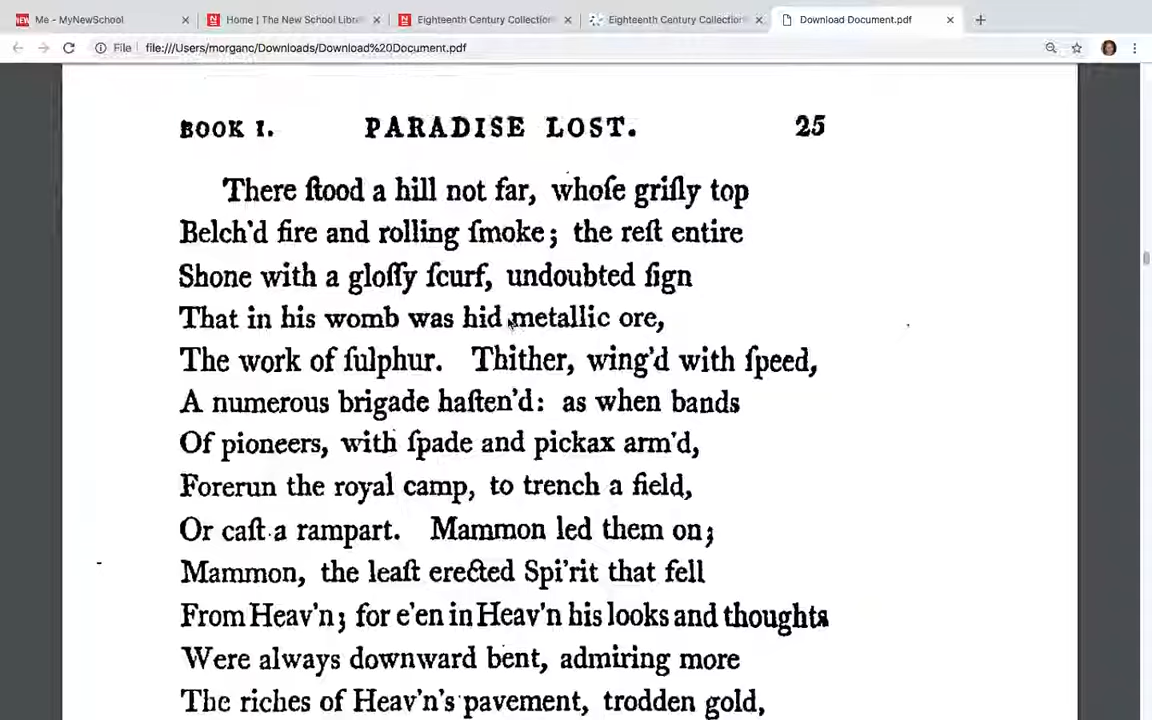 Me - MyNewSchool
Home | The New School Libra
Eighteenth Century Collection
Eighteenth Century Collection
Download Document.pdf
File file:///Users/morganc/Downloads/Download%20Document.pdf
BOOK I. PARADISE LOST. 25
There ſtood a hill not far, whoſe griſly top
Belch'd fire and rolling ſmoke; the reſt entire
Shone with a gloſſy ſcurf, undoubted ſign
That in his womb was hid metallic ore,
The work of ſulphur. Thither, wing'd with ſpeed,
A numerous brigade haſten'd: as when bands
Of pioneers, with ſpade and pickax arm'd,
Forerun the royal camp, to trench a field,
Or caſt a rampart. Mammon led them on;
Mammon, the leaſt erected Spi'rit that fell
From Heav'n; for e'en in Heav'n his looks and thoughts
Were always downward bent, admiring more
The riches of Heav'n's pavement, trodden gold,